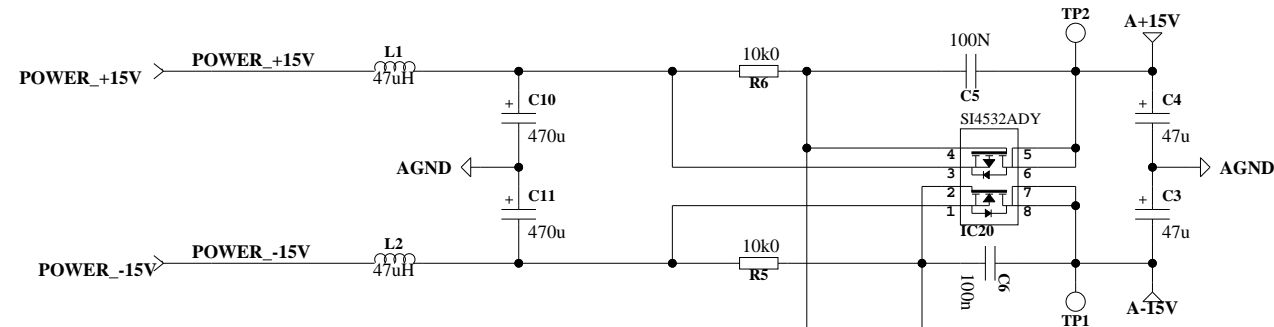 TP2
A+15V
POWER_+15V
POWER_+15V
L1
47uH
10k0
R6
100N
C5
SI4532ADY
+
C10
470u
+
C4
47u
4
5
3
6
AGND
AGND
2
7
1
8
+
C11
470u
+
C3
47u
IC20
POWER_-15V
POWER_-15V
L2
47uH
10k0
R5
100n
C6
TP1
A-15V